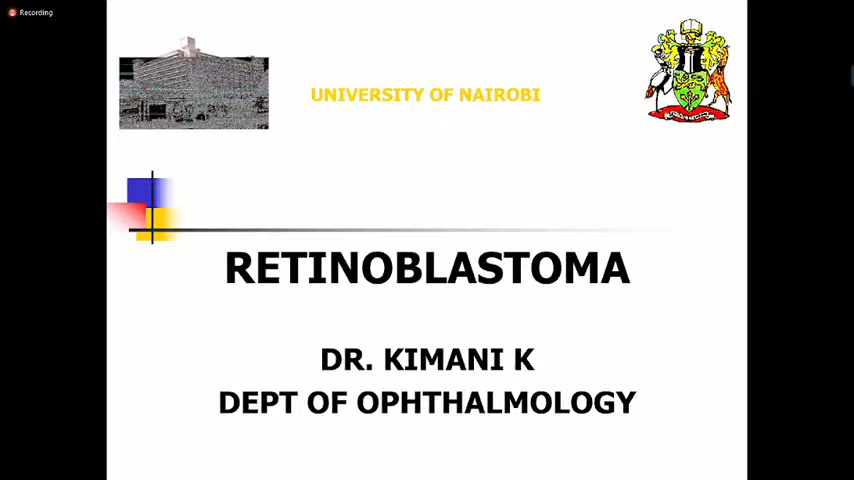 Recording
UNIVERSITY OF NAIROBI
RETINOBLASTOMA
DR. KIMANI K
DEPT OF OPHTHALMOLOGY